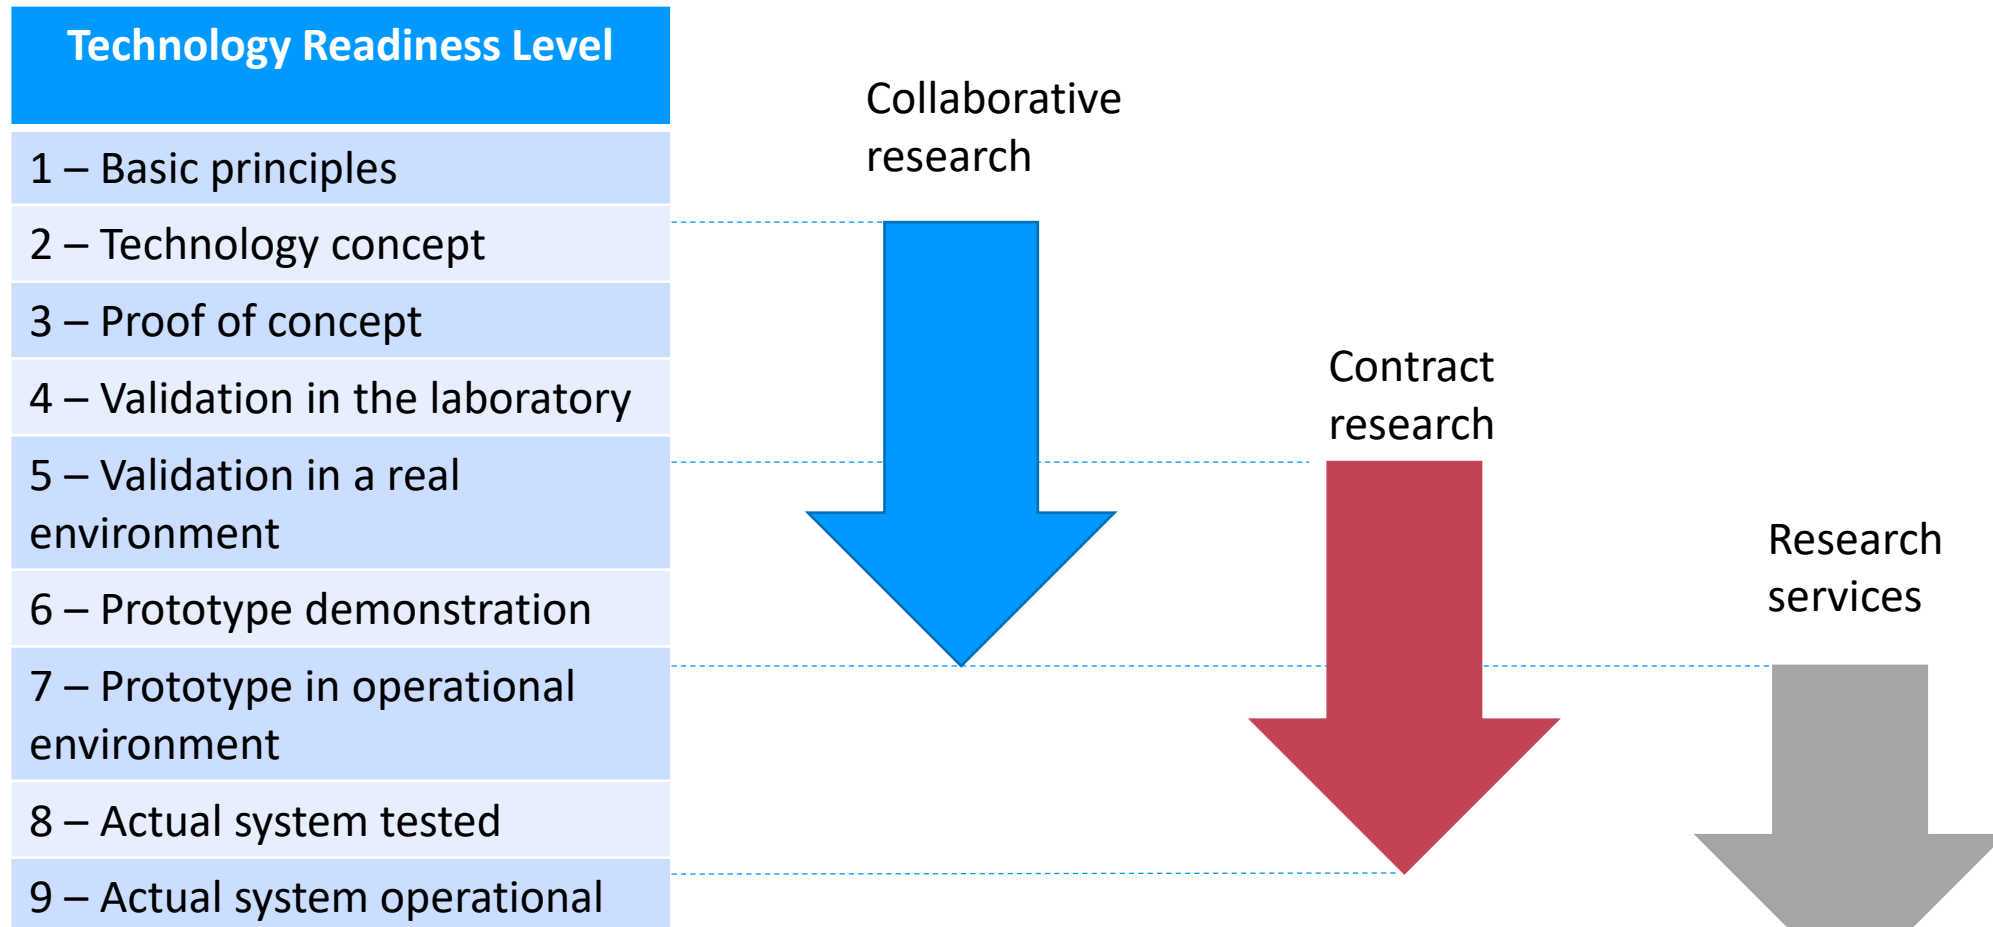 Technology Readiness Level
1 – Basic principles
2 – Technology concept
3 – Proof of concept
4 – Validation in the laboratory
5 – Validation in a real
environment
6 – Prototype demonstration
7 – Prototype in operational
environment
8 – Actual system tested
9 – Actual system operational
Collaborative
research
Contract
research
Research
services